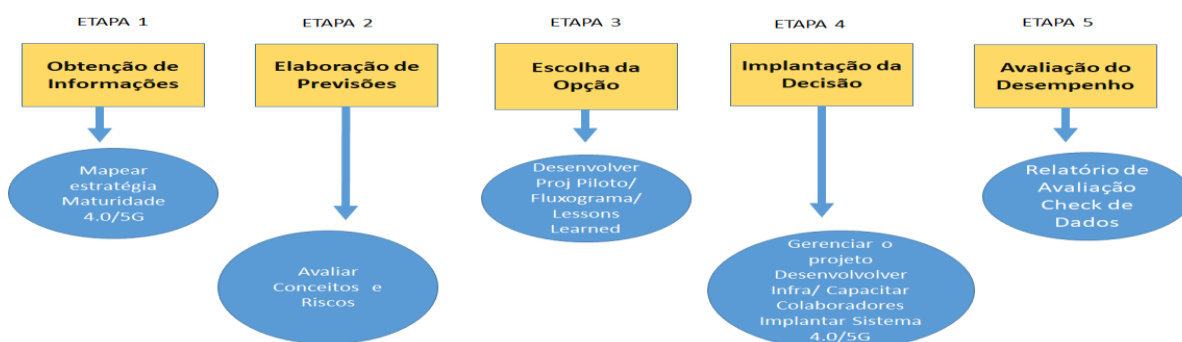 ETAPA 1
ETAPA 2
ETAPA 3
ETAPA 4
ETAPA 5
Obtenção de
Informações
Elaboração de
Previsões
Escolha da
Opção
Implantação da
Decisão
Avaliação do
Desempenho
Mapear
estratégia
Maturidade
4.0/5G
Avaliar
Conceitos e
Riscos
Desenvolver
Proj Piloto/
Fluxograma/
Lessons
Learned
Gerenciar o
projeto
Desenvolvolver
Infra/ Capacitar
Colaboradores
Implantar Sistema
4.0/5G
Relatório de
Avaliação
Check de
Dados